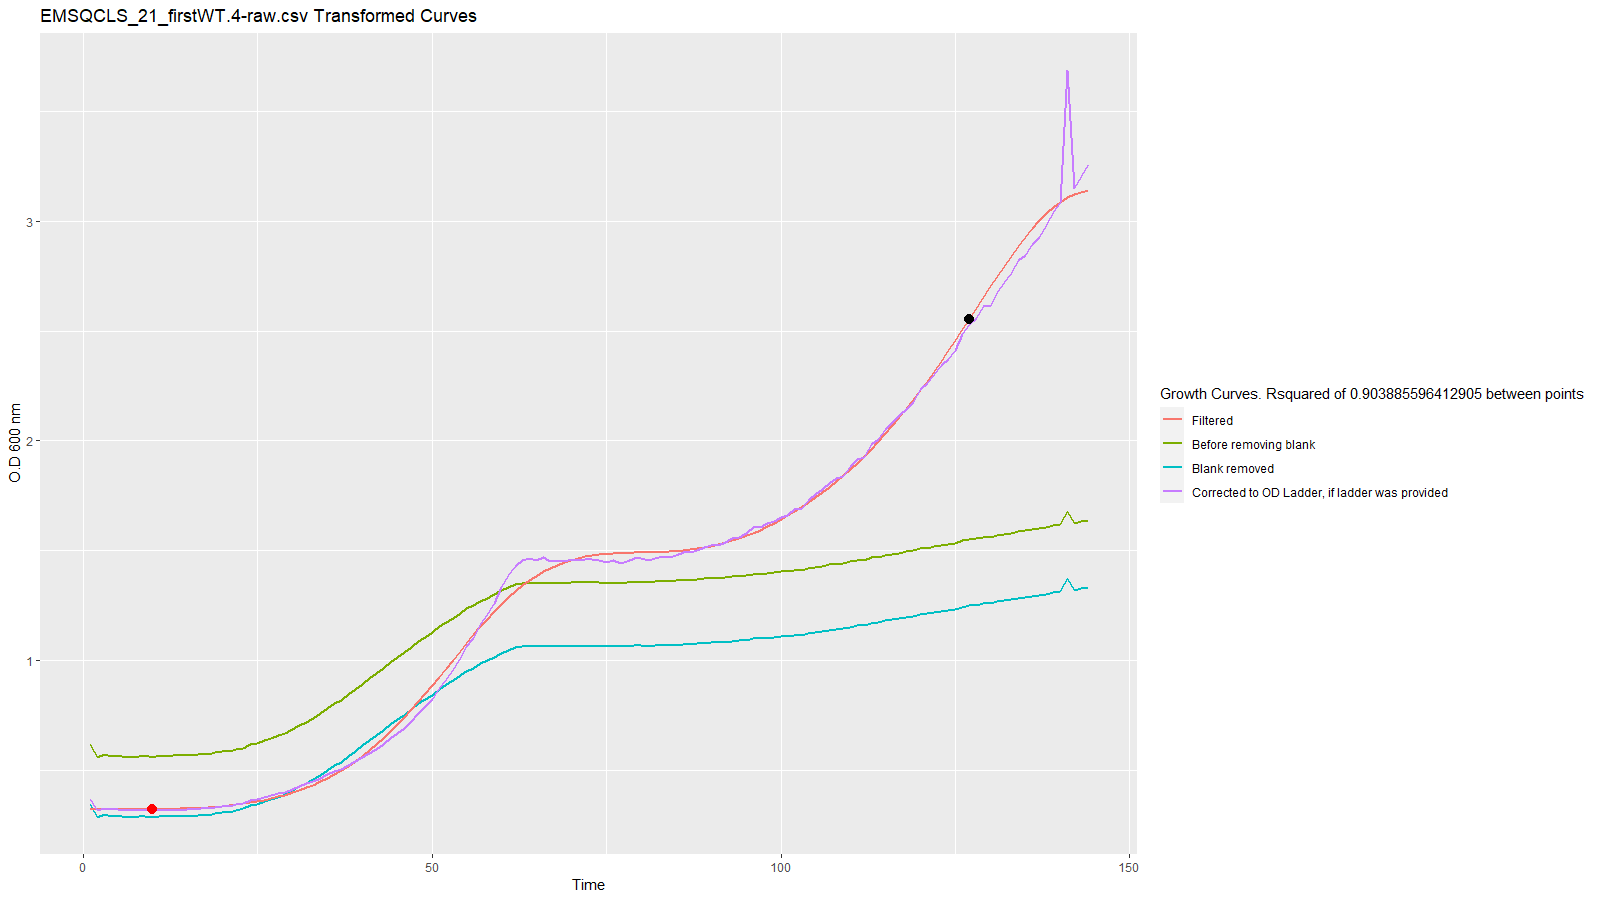 EMSQCLS_21_firstWT.4-raw.csv Transformed Curves
O.D 600 nm
3
2
1
0
50
100
150
Time
Growth Curves. Rsquared of 0.903885596412905 between points
Filtered
Before removing blank
Blank removed
Corrected to OD Ladder, if ladder was provided